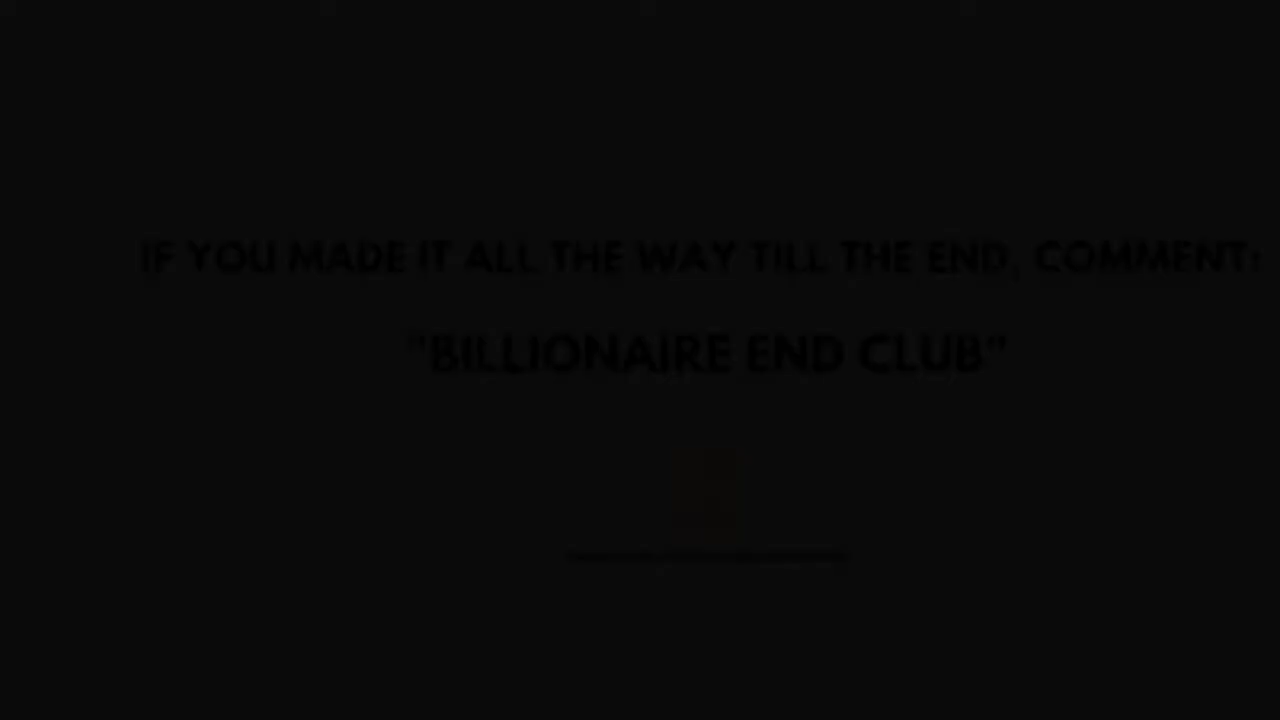 IF YOU MADE IT ALL THE WAY TILL THE END, COMMENT:
"BILLIONAIRE END CLUB"